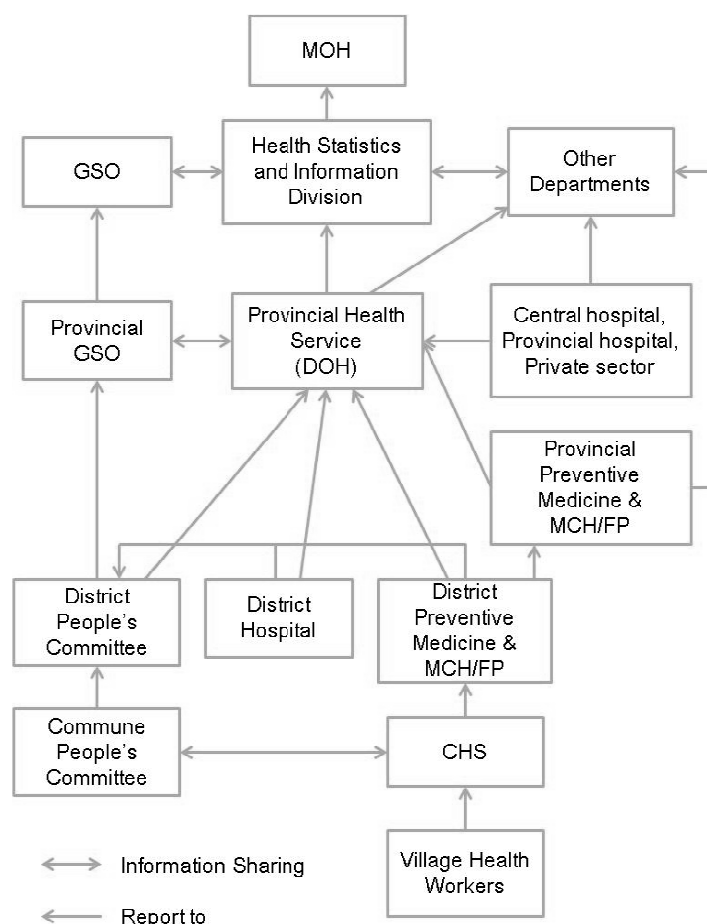 MOH
GSO
Health Statistics
and Information
Division
Other
Departments
Provincial
GSO
Provincial Health
Service
(DOH)
Central hospital,
Provincial hospital,
Private sector
Provincial
Preventive
Medicine &
MCH/FP
District
People's
Committee
District
Hospital
District
Preventive
Medicine &
MCH/FP
Commune
People's
Committee
CHS
Village Health
Workers
Information Sharing
Report to